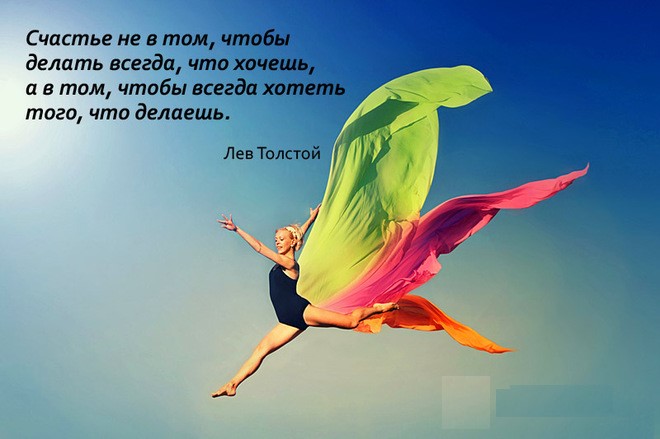 Счастье не в том, чтобы
делать всегда, что хочешь,
а в том, чтобы всегда хотеть
того, что делаешь.
Лев Толстой